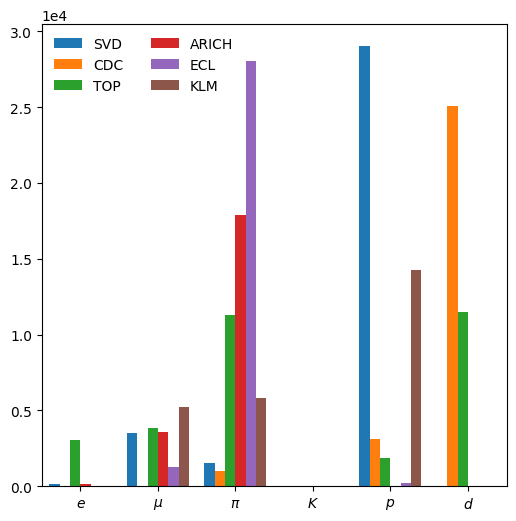 1e4
3.0
2.5
2.0
1.5
1.0
0.5
0.0
SVD
CDC
TOP
ARICH
ECL
KLM
e μ π K p d